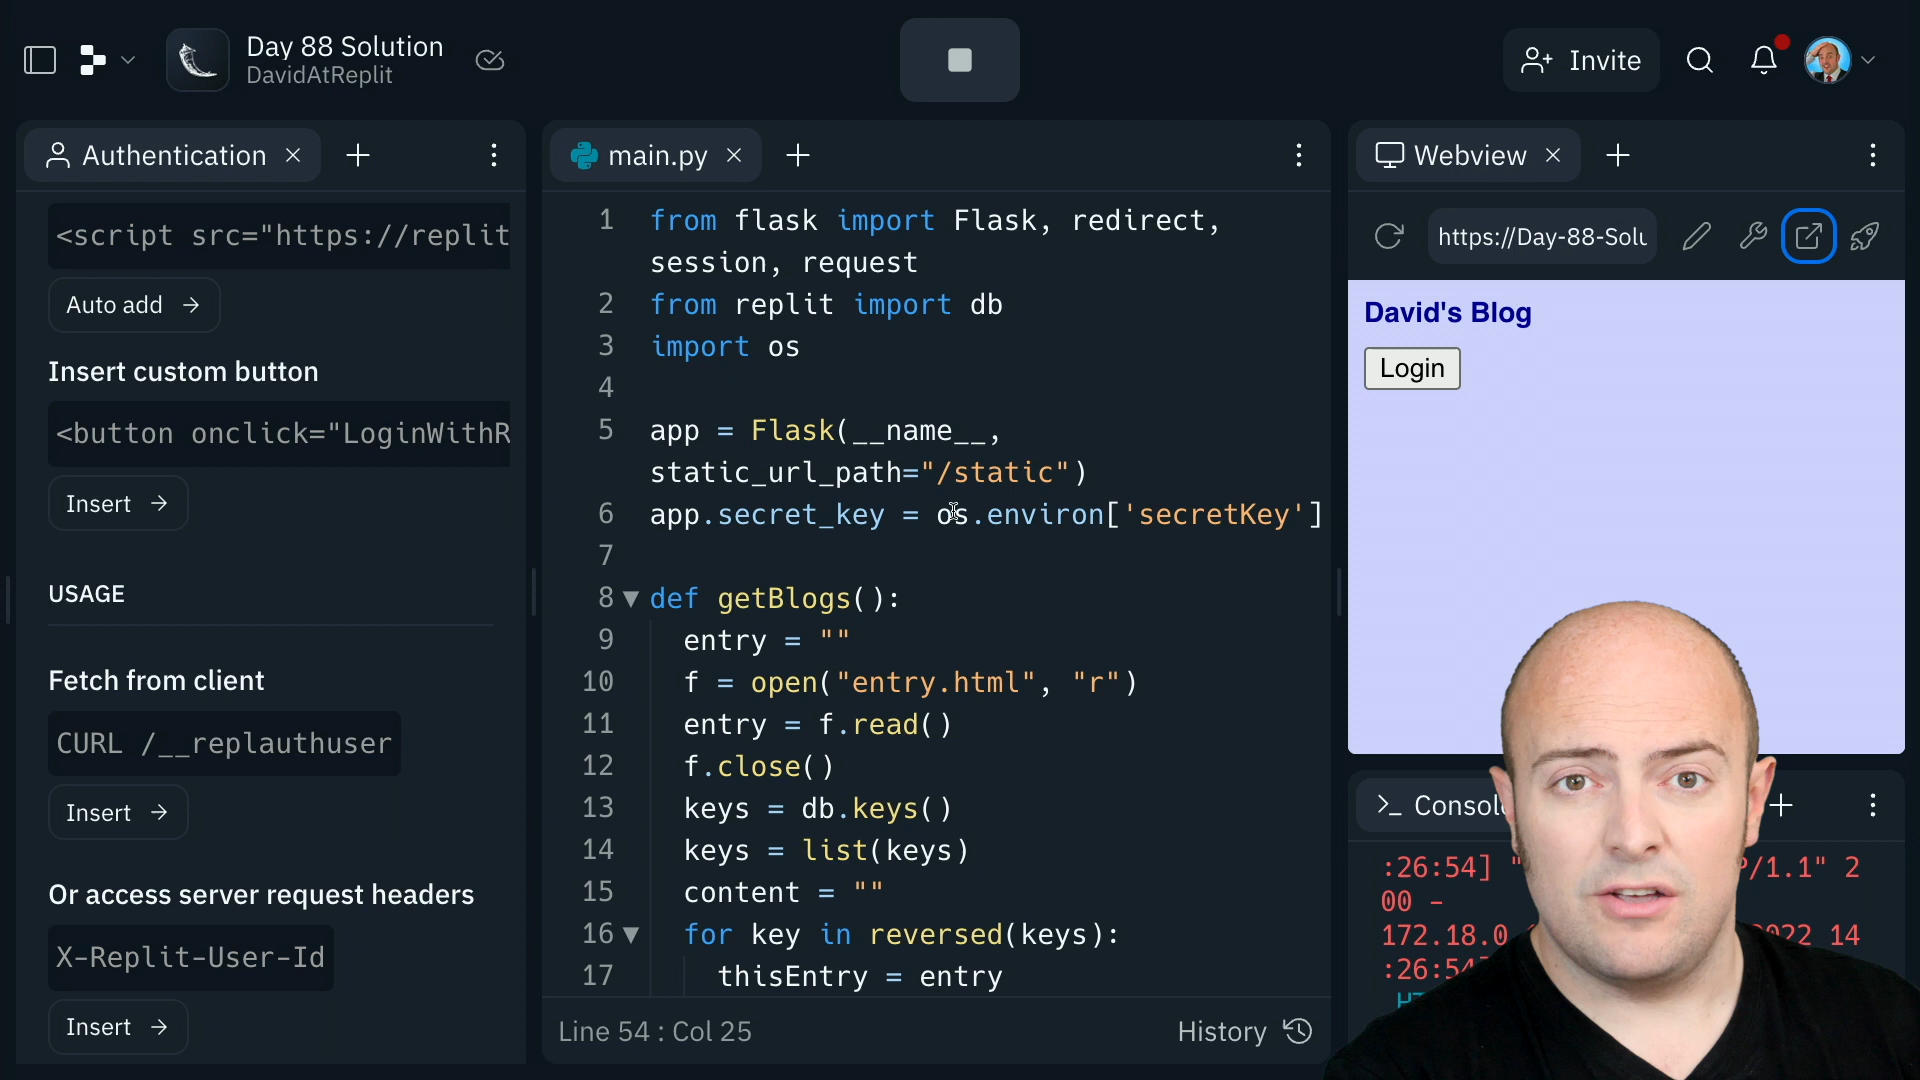 Day 88 Solution
DavidAtReplit
Invite
Authentication
<script src="https://replit
Auto add
Insert custom button
<button onclick="LoginWithR
Insert
USAGE
Fetch from client
CURL /__replauthuser
Insert
Or access server request headers
X-Replit-User-Id
Insert
main.py
1 from flask import Flask, redirect,
session, request
2 from replit import db
3 import os
4
5 app = Flask(__name__,
static_url_path="/static")
6 app.secret_key = os.environ['secretKey']
7
8 def getBlogs():
9 entry = ""
10 f = open("entry.html", "r")
11 entry = f.read()
12 f.close()
13 keys = db.keys()
14 keys = list(keys)
15 content = ""
16 for key in reversed(keys):
17 thisEntry = entry
Line 54 : Col 25
History
Webview
https://Day-88-Solu
David's Blog
Login
Consol
:26:54] " P/1.1" 2
00 -
172.18.0 2022 14
:26:54